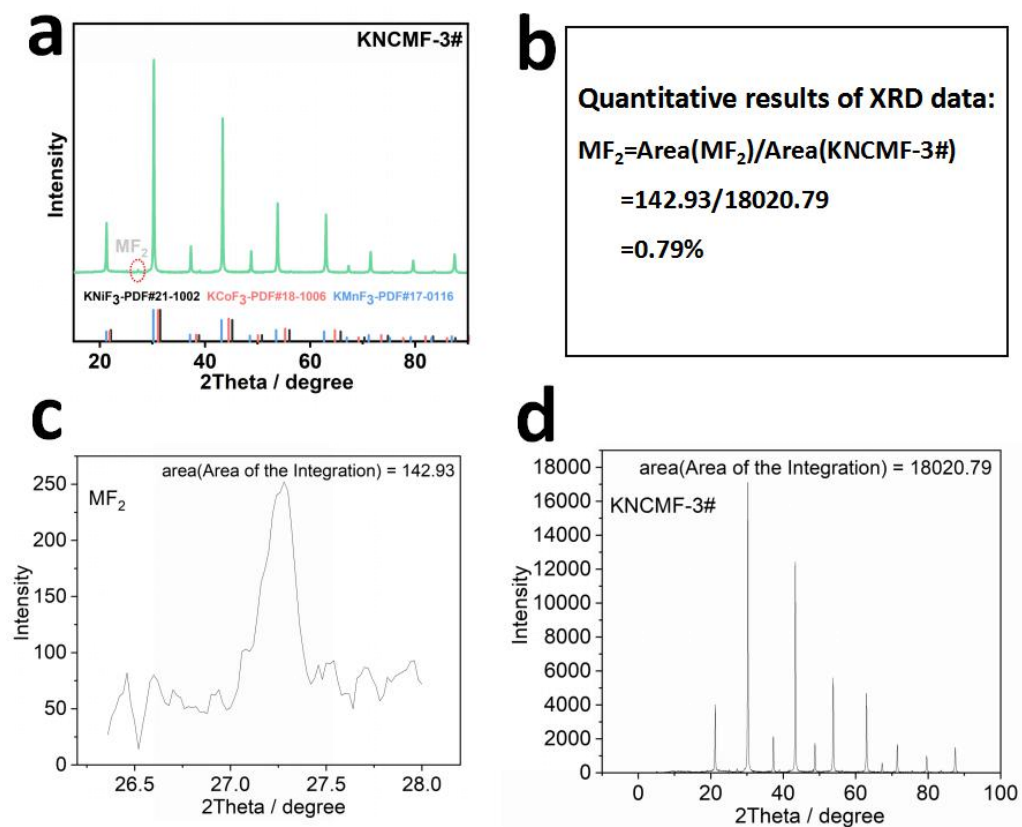 a
KNCMF-3#
Intensity
MF₂
KNiF₃-PDF#21-1002 KCoF₃-PDF#18-1006 KMnF₃-PDF#17-0116
20 40 60 80
2Theta / degree
b
Quantitative results of XRD data:
MF₂=Area(MF₂)/Area(KNCMF-3#)
=142.93/18020.79
=0.79%
c
area(Area of the Integration) = 142.93
MF₂
Intensity
250
200
150
100
50
0
26.5 27.0 27.5 28.0
2Theta / degree
d
area(Area of the Integration) = 18020.79
KNCMF-3#
Intensity
18000
16000
14000
12000
10000
8000
6000
4000
2000
0
0 20 40 60 80 100
2Theta / degree